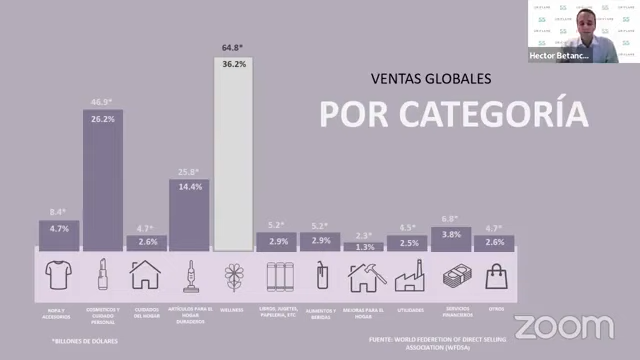 Hector Betanc...
VENTAS GLOBALES
POR CATEGORÍA
64.8*
36.2%
46.9*
26.2%
25.8*
14.4%
8.4*
4.7%
4.7*
2.6%
5.2*
2.9%
5.2*
2.9%
2.3*
1.3%
4.5*
2.5%
6.8*
3.8%
4.7*
2.6%
ROPA Y
ACCESORIOS
COSMETICOS Y
CUIDADO
PERSONAL
CUIDADOS
DEL HOGAR
ARTÍCULOS PARA EL
HOGAR
DURADEROS
WELLNESS
LIBROS, JUGETES,
PAPELERIA, ETC
ALIMENTOS Y
BEBIDAS
MEJORAS PARA EL
HOGAR
UTILIDADES
SERVICIOS
FINANCIEROS
OTROS
*BILLONES DE DÓLARES
FUENTE: WORLD FEDERATION OF DIRECT SELLING
ASSOCIATION (WFDSA)
zoom